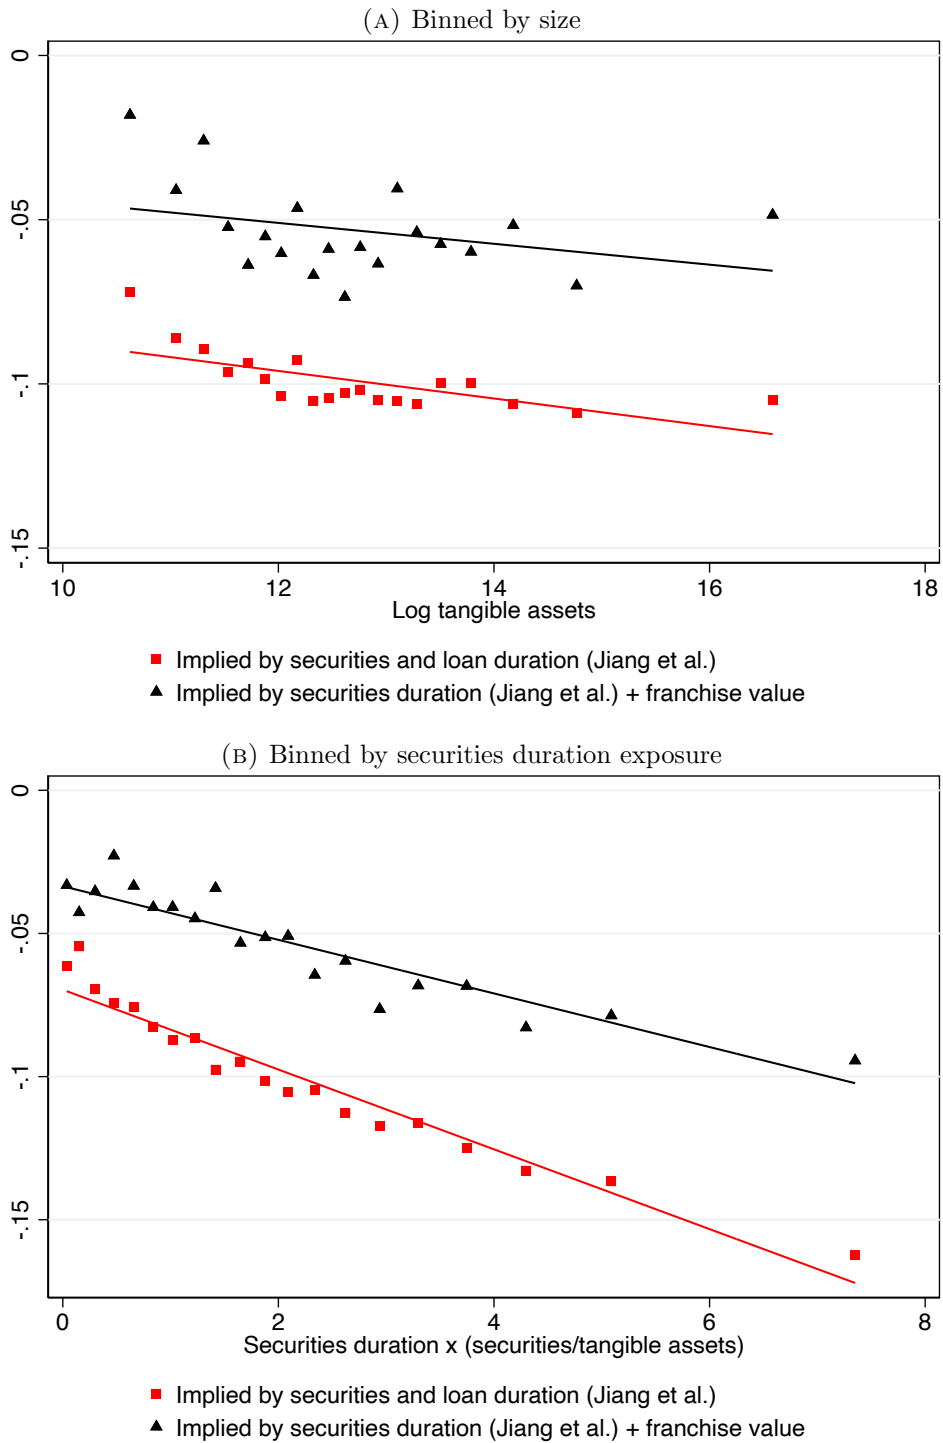 (A) Binned by size
0
-.05
-.1
-.15
10 12 14 16 18
Log tangible assets
Implied by securities and loan duration (Jiang et al.)
Implied by securities duration (Jiang et al.) + franchise value
(B) Binned by securities duration exposure
0
-.05
-.1
-.15
0 2 4 6 8
Securities duration x (securities/tangible assets)
Implied by securities and loan duration (Jiang et al.)
Implied by securities duration (Jiang et al.) + franchise value